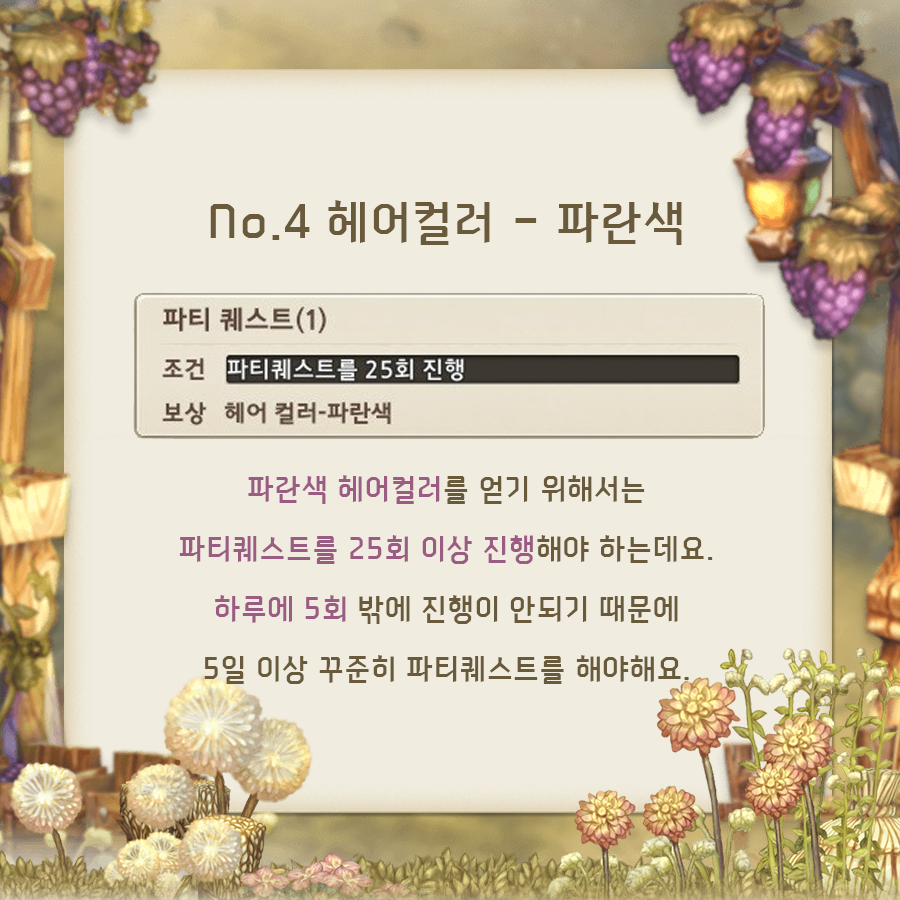 No.4 헤어컬러 - 파란색
파티 퀘스트(1)
조건 파티퀘스트를 25회 진행
보상 헤어 컬러-파란색
파란색 헤어컬러를 얻기 위해서는
파티퀘스트를 25회 이상 진행해야 하는데요.
하루에 5회 밖에 진행이 안되기 때문에
5일 이상 꾸준히 파티퀘스트를 해야해요.